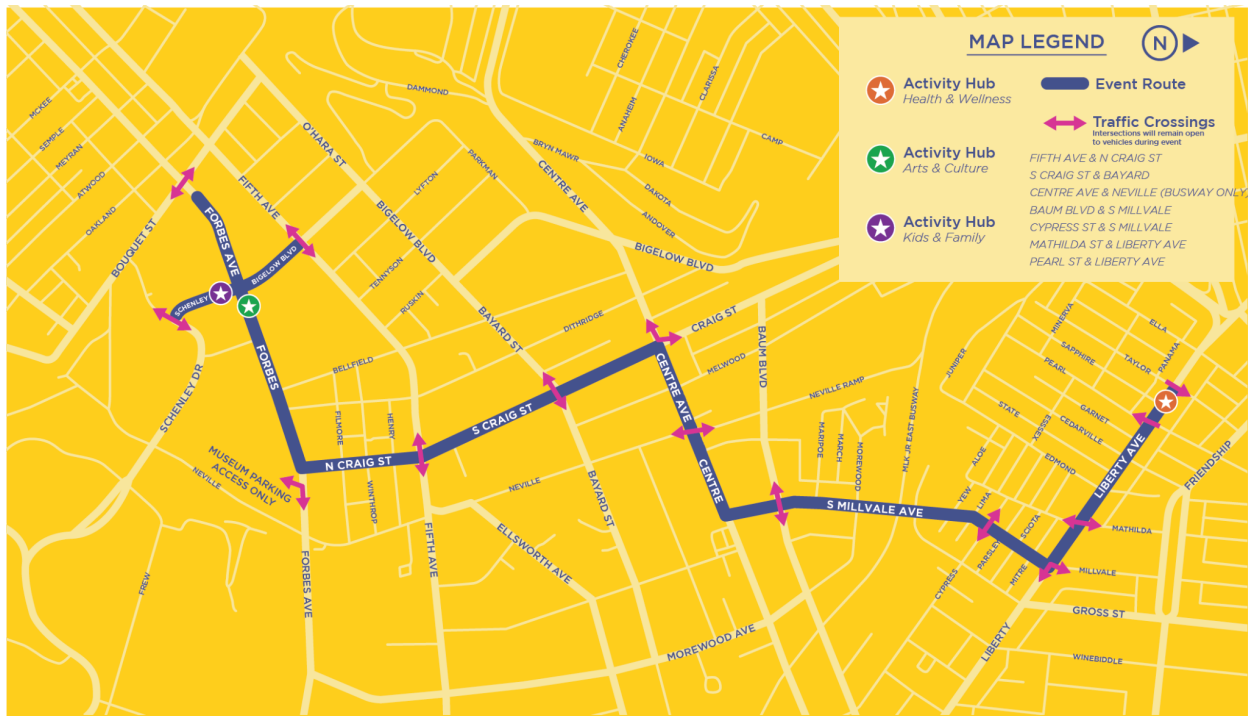 MAP LEGEND
N
Activity Hub
Health & Wellness
Activity Hub
Arts & Culture
Activity Hub
Kids & Family
Event Route
Traffic Crossings
Intersections will remain open
to vehicles during event
FIFTH AVE & N CRAIG ST
S CRAIG ST & BAYARD
CENTRE AVE & NEVILLE (BUSWAY ONLY)
BAUM BLVD & S MILLVALE
CYPRESS ST & S MILLVALE
MATHILDA ST & LIBERTY AVE
PEARL ST & LIBERTY AVE
MCKEE
SEMPLE
MEYRAN
ATWOOD
OAKLAND
BOUQUET ST
FORBES AVE
FIFTH AVE
O'HARA ST
BIGELOW BLVD
SCHENLEY
BIGELOW BLVD
DAMMOND
PARKMAN
LYFTON
TENNYSON
RUSKIN
BRYN MAWR
CENTRE AVE
CHEROKEE
ANAHEIM
CLARISSA
CAMP
IOWA
DAKOTA
ANDOVER
BIGELOW BLVD
DITHRIDGE
BAYARD ST
CRAIG ST
MELWOOD
BAUM BLVD
FORBES
SCHENLEY DR
BELLFIELD
FILMORE
HENRY
WINTHROP
N CRAIG ST
S CRAIG ST
CENTRE AVE
CENTRE
MUSEUM PARKING
ACCESS ONLY
NEVILLE
FREW
FORBES AVE
FIFTH AVE
NEVILLE
ELLSWORTH AVE
BAYARD ST
MOREWOOD AVE
NEVILLE RAMP
MARIPOE
MARCH
MOREWOOD
MLK JR EAST BUSWAY
S MILLVALE AVE
JUNIPER
STATE
ALOE
YEW
LIMA
ESSEX
EDMOND
CEDARVILLE
GARNET
PEARL
SAPPHIRE
MINERVA
TAYLOR
ELLA
PANAMA
LIBERTY AVE
FRIENDSHIP
MATHILDA
MILLVALE
SCIOTA
PARSLEY
MITRE
CYPRESS
LIBERTY
GROSS ST
WINEBIDDLE